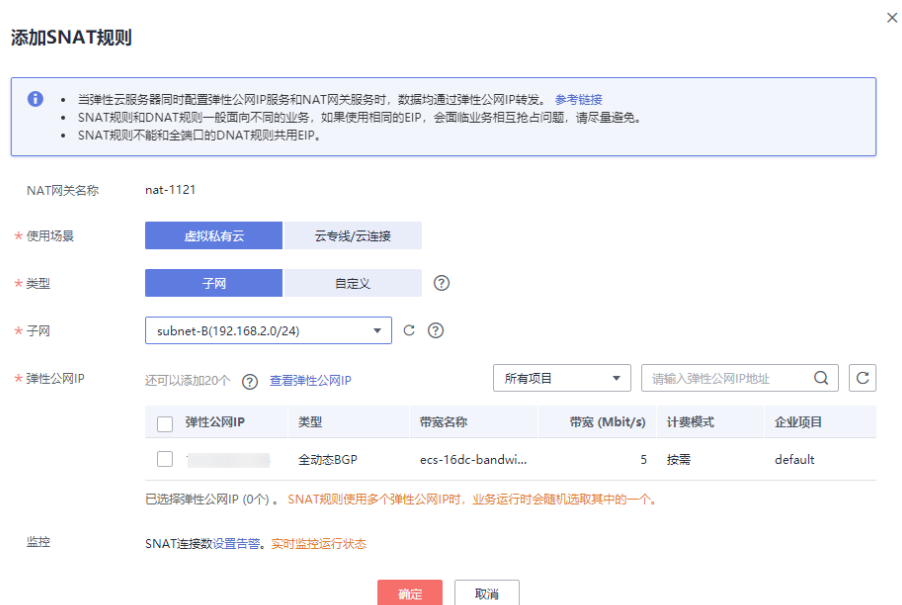 添加SNAT规则
当弹性云服务器同时配置弹性公网IP服务和NAT网关服务时，数据均通过弹性公网IP转发。 参考链接
SNAT规则和DNAT规则一般面向不同的业务，如果使用相同的EIP，会面临业务相互抢占问题，请尽量避免。
SNAT规则不能和全端口的DNAT规则共用EIP。
NAT网关名称 nat-1121
* 使用场景 虚拟私有云 云专线/云连接
* 类型 子网 自定义
* 子网 subnet-B(192.168.2.0/24)
* 弹性公网IP 还可以添加20个 查看弹性公网IP 所有项目 请输入弹性公网IP地址
弹性公网IP 类型 带宽名称 带宽 (Mbit/s) 计费模式 企业项目
全动态BGP ecs-16dc-bandwi... 5 按需 default
已选择弹性公网IP (0个) 。 SNAT规则使用多个弹性公网IP时，业务运行时会随机选取其中的一个。
监控 SNAT连接数设置告警。实时监控运行状态
确定 取消